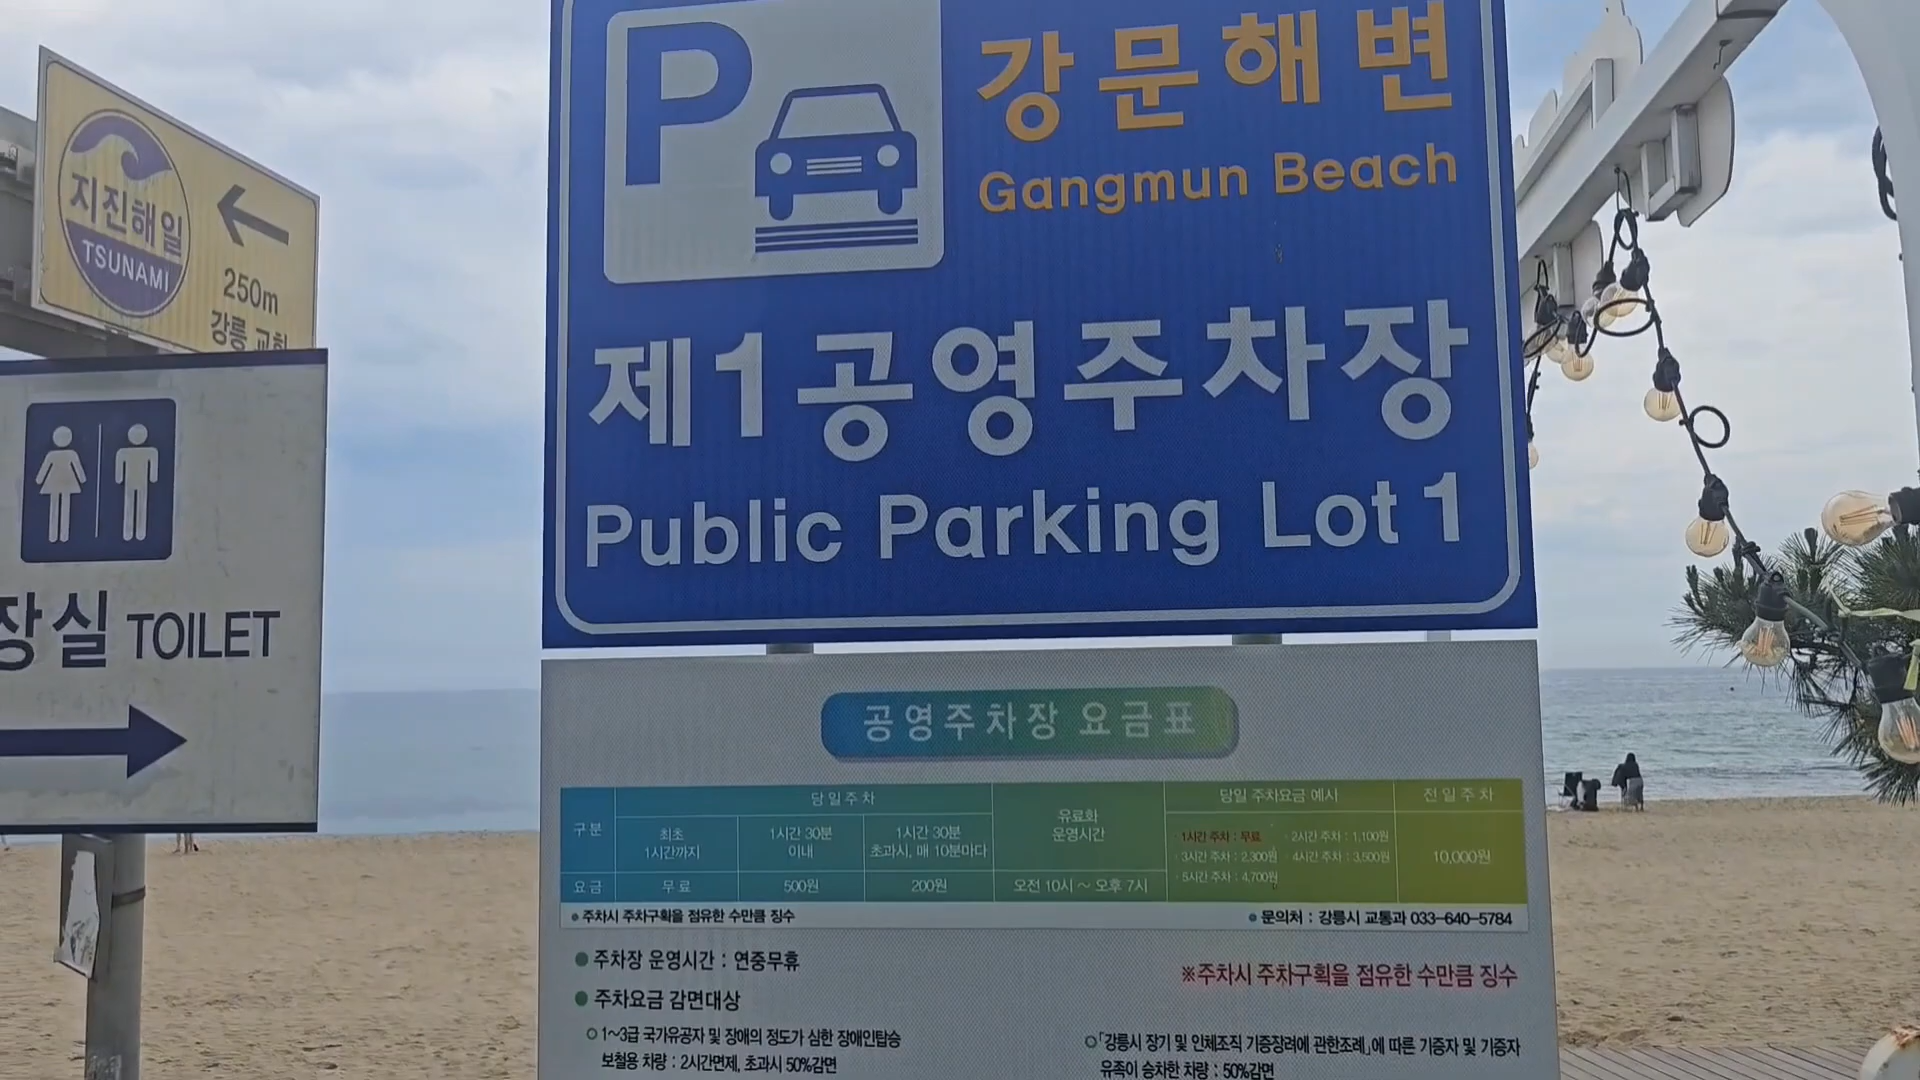 지진해일
TSUNAMI
250m
강릉 교회
장실 TOILET
P
강문해변
Gangmun Beach
제1공영주차장
Public Parking Lot 1
공영주차장 요금표
구분
당일주차
최초
1시간까지
1시간 30분
이내
1시간 30분
초과시, 매 10분마다
유료화
운영시간
당일 주차요금 예시
· 1시간 주차 : 무료 · 2시간 주차 : 1,100원
· 3시간 주차 : 2,300원 · 4시간 주차 : 3,500원
· 5시간 주차 : 4,700원
전일주차
10,000원
요금
무료
500원
200원
오전 10시 ~ 오후 7시
● 주차시 주차구획을 점유한 수만큼 징수
● 문의처 : 강릉시 교통과 033-640-5784
● 주차장 운영시간 : 연중무휴
※주차시 주차구획을 점유한 수만큼 징수
● 주차요금 감면대상
○ 1~3급 국가유공자 및 장애의 정도가 심한 장애인탑승
보철용 차량 : 2시간면제, 초과시 50%감면
○「강릉시 장기 및 인체조직 기증장려에 관한조례」에 따른 기증자 및 기증자
유족이 승차한 차량 : 50%감면